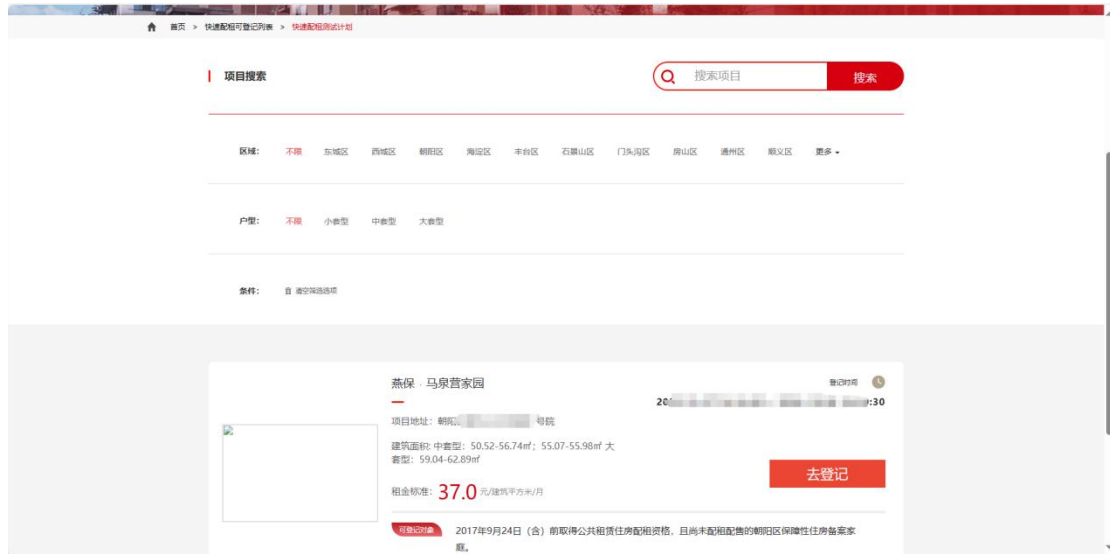 首页 > 快速配租可登记列表 > 快速配租测试计划
项目搜索
搜索项目 搜索
区域: 不限 东城区 西城区 朝阳区 海淀区 丰台区 石景山区 门头沟区 房山区 通州区 顺义区 更多
户型: 不限 小套型 中套型 大套型
条件: 清空筛选选项
燕保 · 马泉营家园
登记时间
20 :30
项目地址: 朝阳 号院
建筑面积: 中套型: 50.52-56.74㎡; 55.07-55.98㎡ 大
套型: 59.04-62.89㎡
去登记
租金标准: 37.0 元/建筑平方米/月
可登记对象 2017年9月24日（含）前取得公共租赁住房配租资格，且尚未配租配售的朝阳区保障性住房备案家
庭。